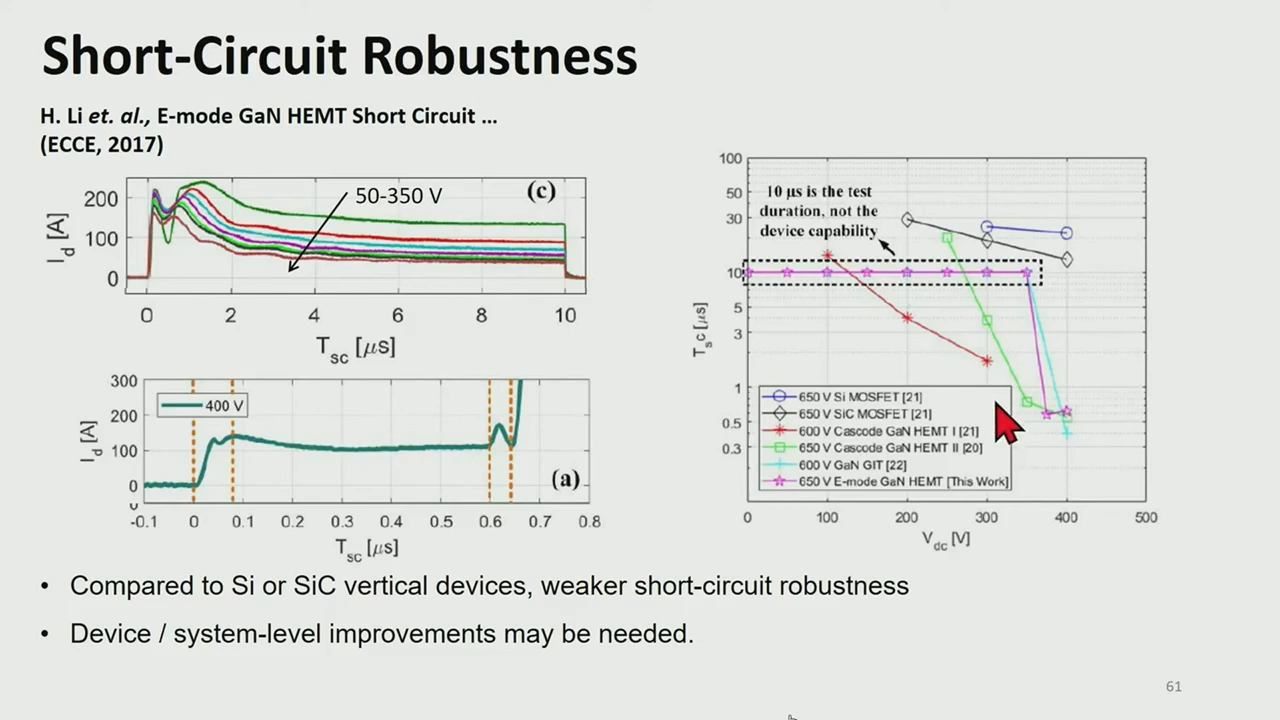 Short-Circuit Robustness
H. Li et. al., E-mode GaN HEMT Short Circuit ...
(ECCE, 2017)
200
100
0
I_d [A]
50-350 V
(c)
0 2 4 6 8 10
T_sc [μs]
300
200
100
0
0
I_d [A]
400 V
(a)
-0.1 0 0.1 0.2 0.3 0.4 0.5 0.6 0.7 0.8
T_sc [μs]
100
50
30
10
5
3
1
0.5
0.3
T_sc [μs]
10 μs is the test
duration, not the
device capability
650 V Si MOSFET [21]
650 V SiC MOSFET [21]
600 V Cascode GaN HEMT I [21]
650 V Cascode GaN HEMT II [20]
600 V GaN GIT [22]
650 V E-mode GaN HEMT [This Work]
0 100 200 300 400 500
V_dc [V]
• Compared to Si or SiC vertical devices, weaker short-circuit robustness
• Device / system-level improvements may be needed.
61